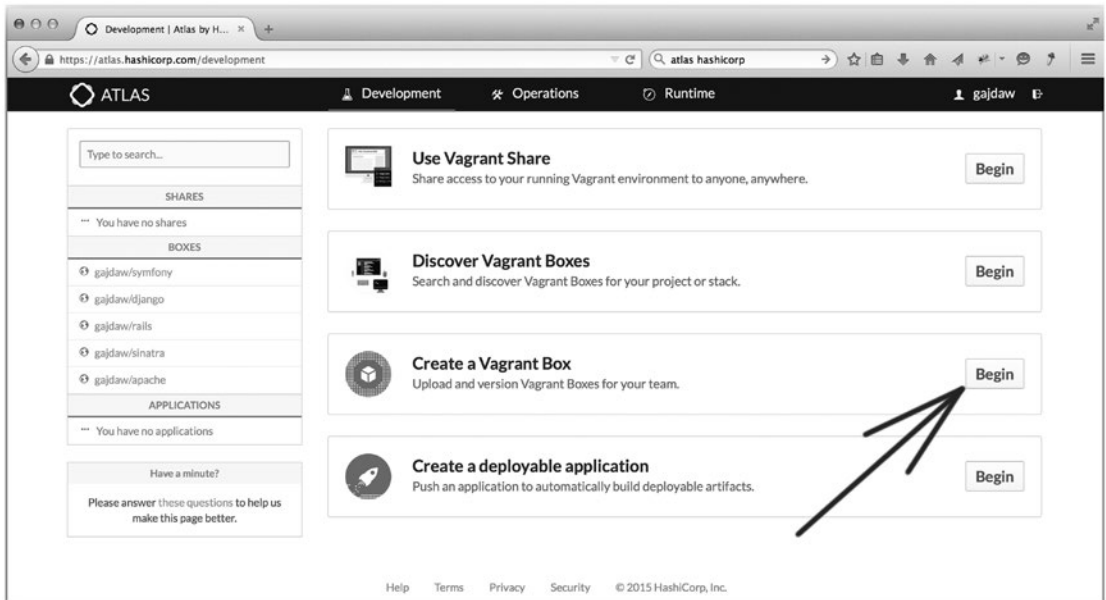 Development | Atlas by H... × +
https://atlas.hashicorp.com/development
atlas hashicorp
ATLAS
Development
Operations
Runtime
gajdaw
Type to search...
SHARES
You have no shares
BOXES
gajdaw/symfony
gajdaw/django
gajdaw/rails
gajdaw/sinatra
gajdaw/apache
APPLICATIONS
You have no applications
Have a minute?
Please answer these questions to help us
make this page better.
Use Vagrant Share
Share access to your running Vagrant environment to anyone, anywhere.
Begin
Discover Vagrant Boxes
Search and discover Vagrant Boxes for your project or stack.
Begin
Create a Vagrant Box
Upload and version Vagrant Boxes for your team.
Begin
Create a deployable application
Push an application to automatically build deployable artifacts.
Begin
Help Terms Privacy Security © 2015 HashiCorp, Inc.